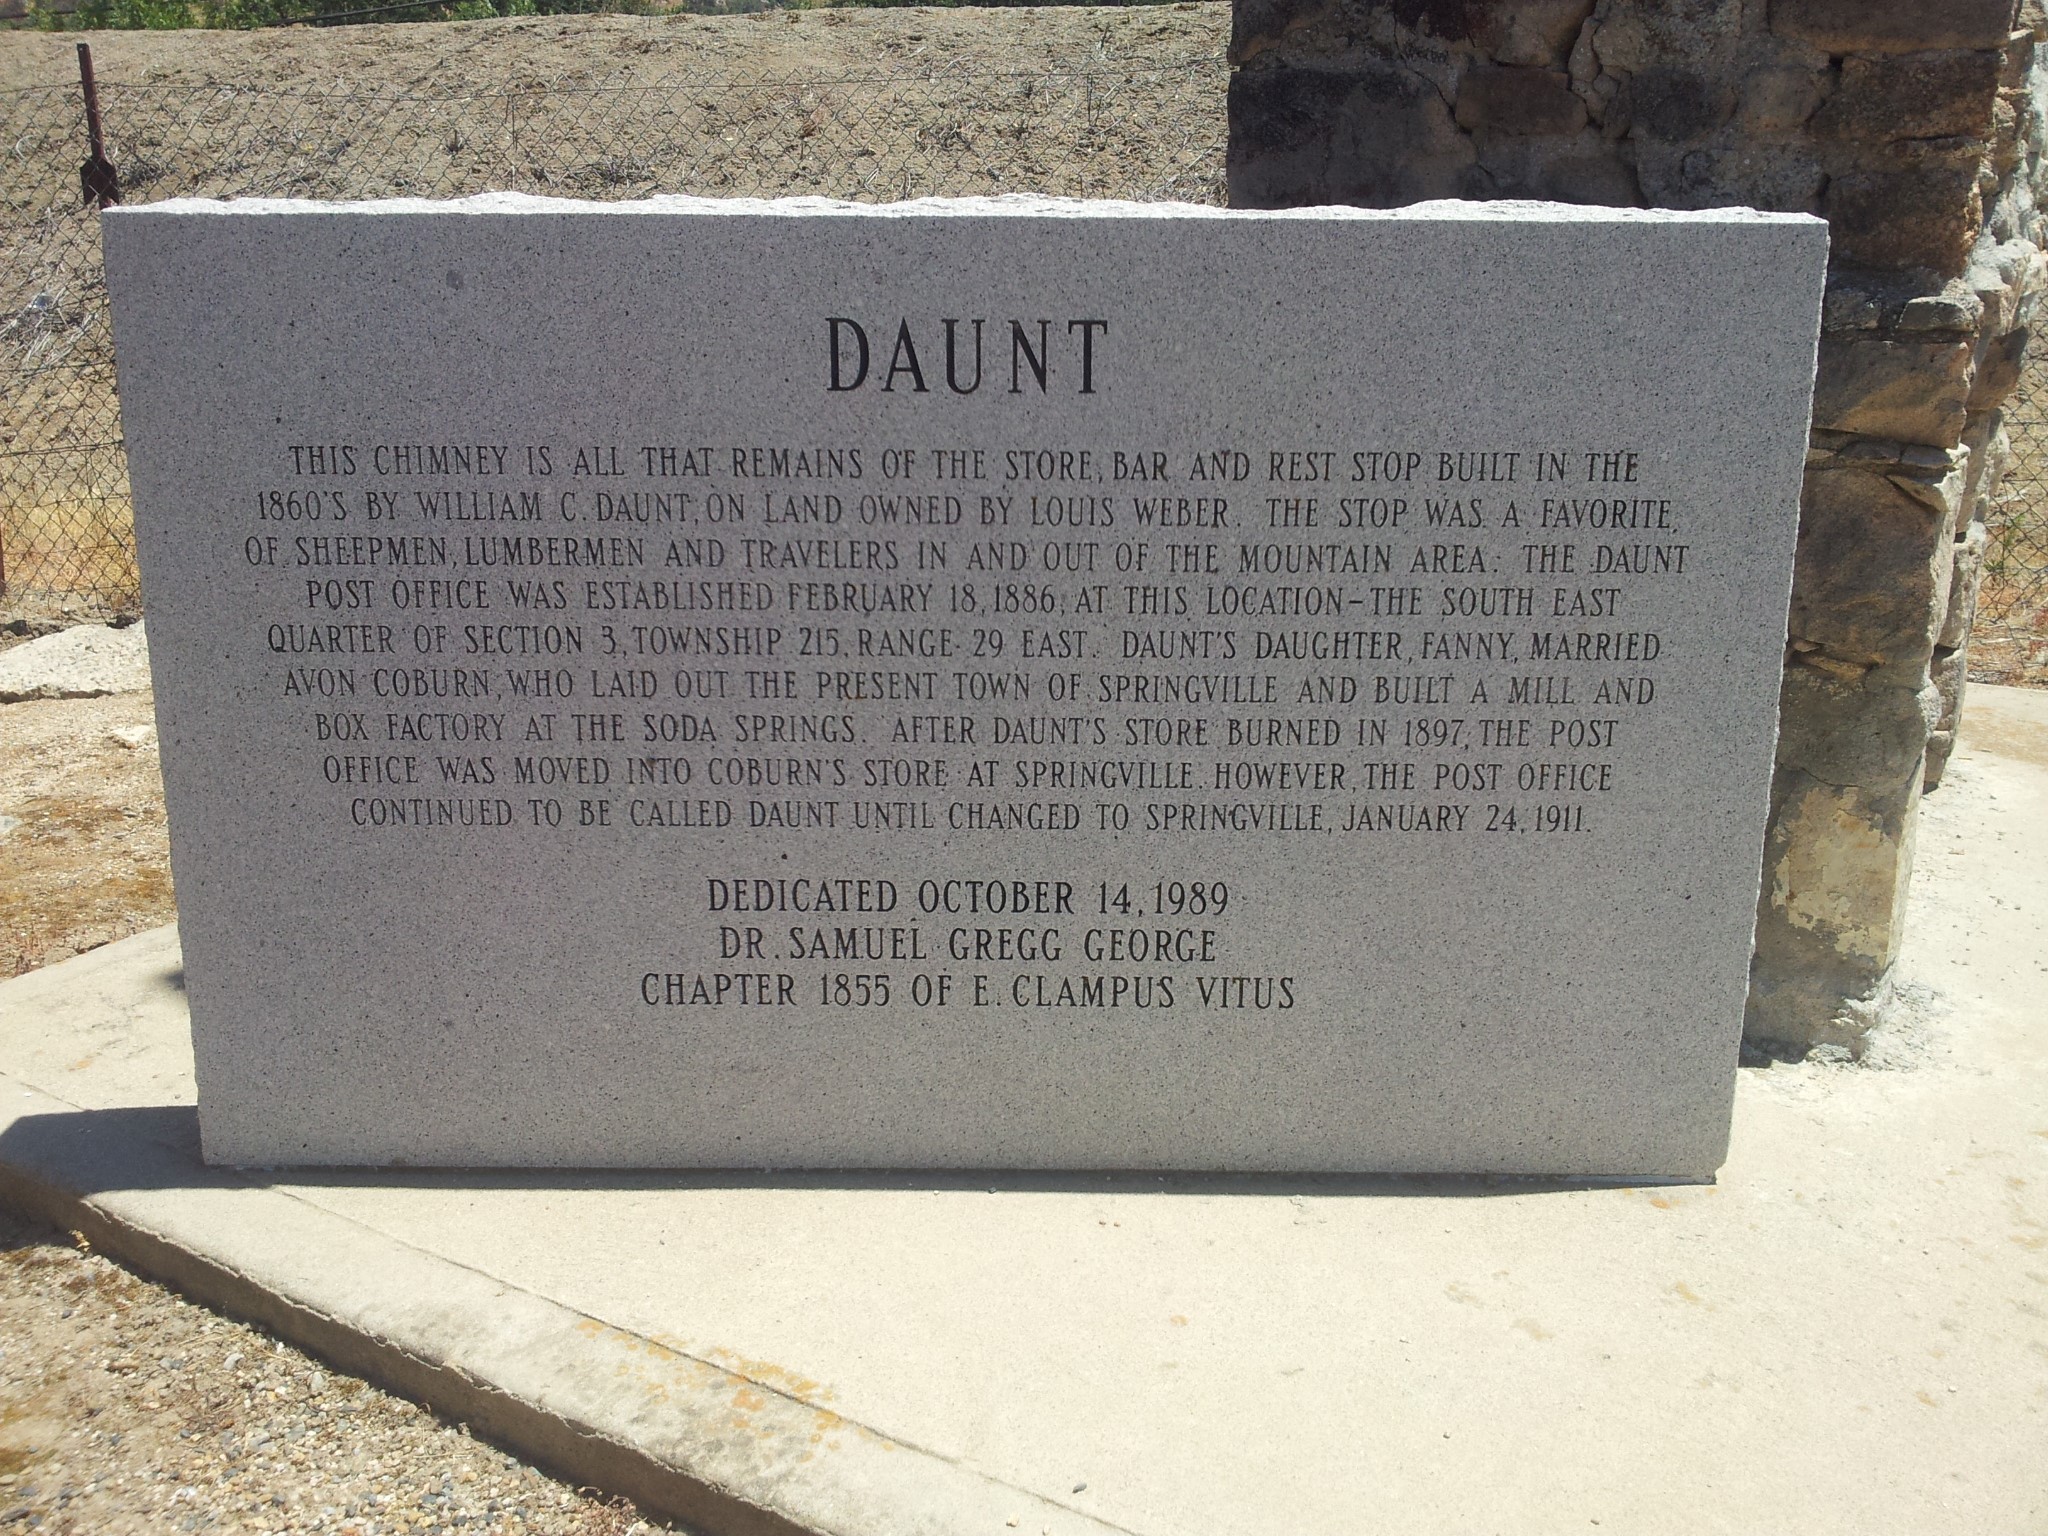 DAUNT
THIS CHIMNEY IS ALL THAT REMAINS OF THE STORE, BAR AND REST STOP BUILT IN THE
1860'S BY WILLIAM C. DAUNT, ON LAND OWNED BY LOUIS WEBER. THE STOP WAS A FAVORITE
OF SHEEPMEN, LUMBERMEN AND TRAVELERS IN AND OUT OF THE MOUNTAIN AREA. THE DAUNT
POST OFFICE WAS ESTABLISHED FEBRUARY 18, 1886, AT THIS LOCATION–THE SOUTH EAST
QUARTER OF SECTION 3, TOWNSHIP 21S, RANGE 29 EAST. DAUNT'S DAUGHTER, FANNY, MARRIED
AVON COBURN, WHO LAID OUT THE PRESENT TOWN OF SPRINGVILLE AND BUILT A MILL AND
BOX FACTORY AT THE SODA SPRINGS. AFTER DAUNT'S STORE BURNED IN 1897, THE POST
OFFICE WAS MOVED INTO COBURN'S STORE AT SPRINGVILLE. HOWEVER, THE POST OFFICE
CONTINUED TO BE CALLED DAUNT UNTIL CHANGED TO SPRINGVILLE, JANUARY 24, 1911.
DEDICATED OCTOBER 14, 1989
DR. SAMUEL GREGG GEORGE
CHAPTER 1855 OF E. CLAMPUS VITUS